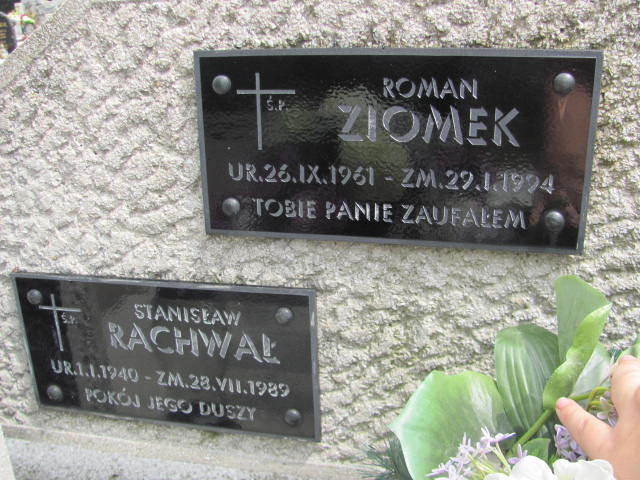 Ś.P.
ROMAN
ZIOMEK
UR.26.IX.1961 - ZM.29.I.1994
TOBIE PANIE ZAUFAŁEM
Ś.P.
STANISŁAW
RACHWAŁ
UR.1.I.1940 - ZM.28.VII.1989
POKÓJ JEGO DUSZY